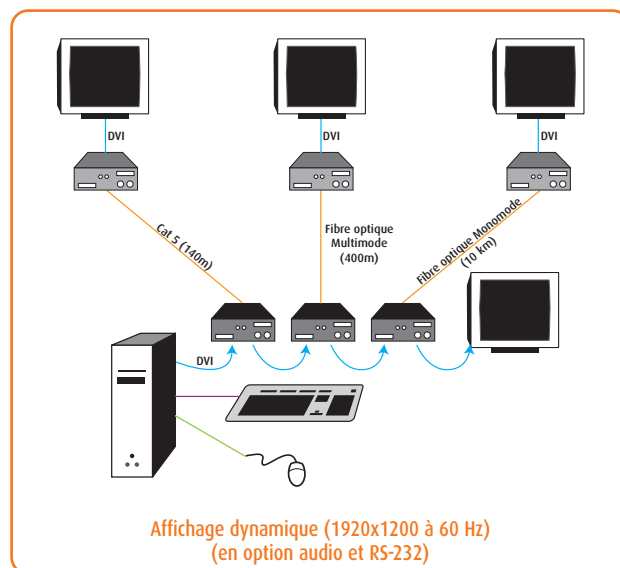 DVI
DVI
DVI
Cat 5 (140m)
Fibre optique
Multimode
(400m)
Fibre optique Monomode
(10 km)
DVI
Affichage dynamique (1920x1200 à 60 Hz)
(en option audio et RS-232)